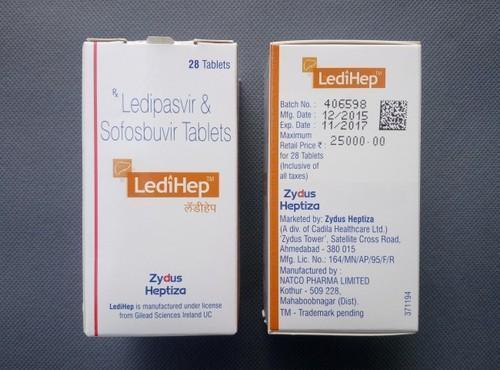 28 Tablets
℞ Ledipasvir &
Sofosbuvir Tablets
LediHep™
लॅडीहेप
Zydus
Heptiza
LediHep is manufactured under license
from Gilead Sciences Ireland UC
LediHep™
Batch No. : 406598
Mfg. Date : 12/2015
Exp. Date : 11/2017
Maximum
Retail Price ₹ : 25000.00
for 28 Tablets
(Inclusive of
all taxes)
Zydus
Heptiza
Marketed by: Zydus Heptiza
(A div. of Cadila Healthcare Ltd.)
'Zydus Tower', Satellite Cross Road,
Ahmedabad - 380 015
Mfg. Lic. No.: 164/MN/AP/95/F/R
Manufactured by :
NATCO PHARMA LIMITED
Kothur - 509 228,
Mahaboobnagar (Dist).
TM - Trademark pending
371194